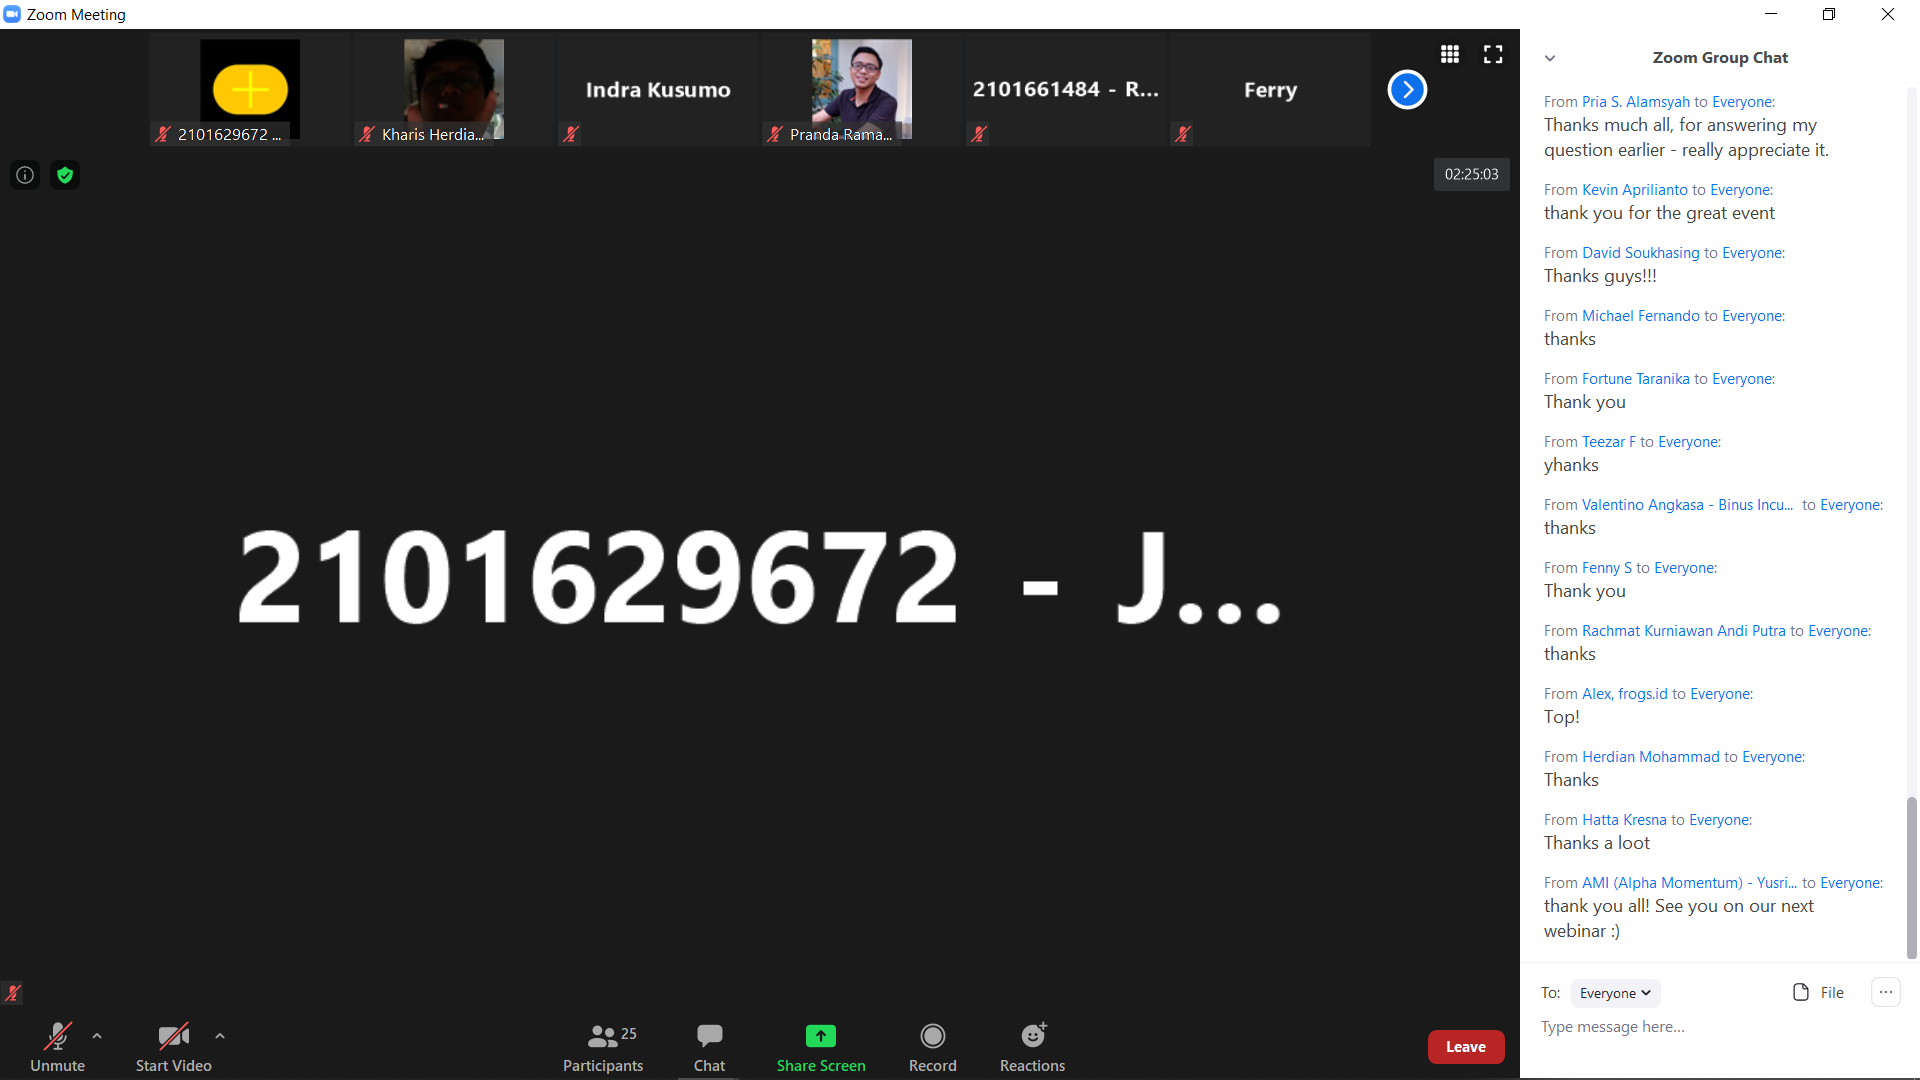 Zoom Meeting
2101629672 ...
Kharis Herdia...
Indra Kusumo
Pranda Rama...
2101661484 - R...
Ferry
02:25:03
2101629672 - J...
Unmute
Start Video
25
Participants
Chat
Share Screen
Record
Reactions
Leave
Zoom Group Chat
From Pria S. Alamsyah to Everyone:
Thanks much all, for answering my
question earlier - really appreciate it.
From Kevin Aprilianto to Everyone:
thank you for the great event
From David Soukhasing to Everyone:
Thanks guys!!!
From Michael Fernando to Everyone:
thanks
From Fortune Taranika to Everyone:
Thank you
From Teezar F to Everyone:
yhanks
From Valentino Angkasa - Binus Incu... to Everyone:
thanks
From Fenny S to Everyone:
Thank you
From Rachmat Kurniawan Andi Putra to Everyone:
thanks
From Alex, frogs.id to Everyone:
Top!
From Herdian Mohammad to Everyone:
Thanks
From Hatta Kresna to Everyone:
Thanks a loot
From AMI (Alpha Momentum) - Yusri... to Everyone:
thank you all! See you on our next
webinar :)
To: Everyone
File
Type message here...